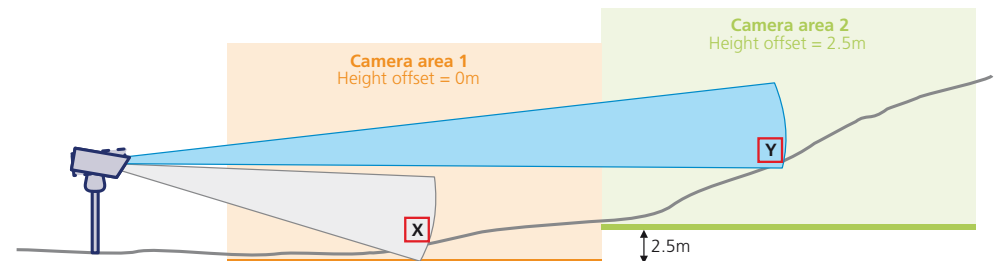 Camera area 2
Height offset = 2.5m
Camera area 1
Height offset = 0m
Y
X
2.5m